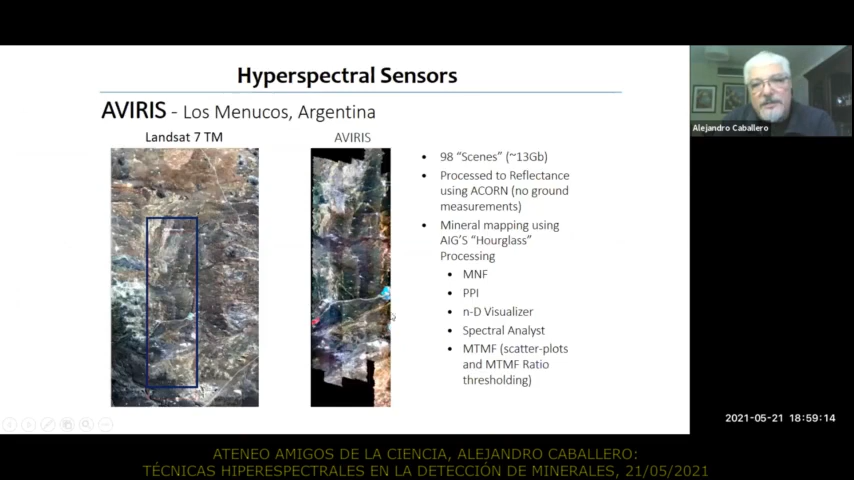 Hyperspectral Sensors
AVIRIS - Los Menucos, Argentina
Landsat 7 TM
AVIRIS
• 98 “Scenes” (~13Gb)
• Processed to Reflectance
using ACORN (no ground
measurements)
• Mineral mapping using
AIG'S “Hourglass”
Processing
• MNF
• PPI
• n-D Visualizer
• Spectral Analyst
• MTMF (scatter-plots
and MTMF Ratio
thresholding)
Alejandro Caballero
2021-05-21 18:59:14
ATENEO AMIGOS DE LA CIENCIA, ALEJANDRO CABALLERO:
TÉCNICAS HIPERESPECTRALES EN LA DETECCIÓN DE MINERALES, 21/05/2021